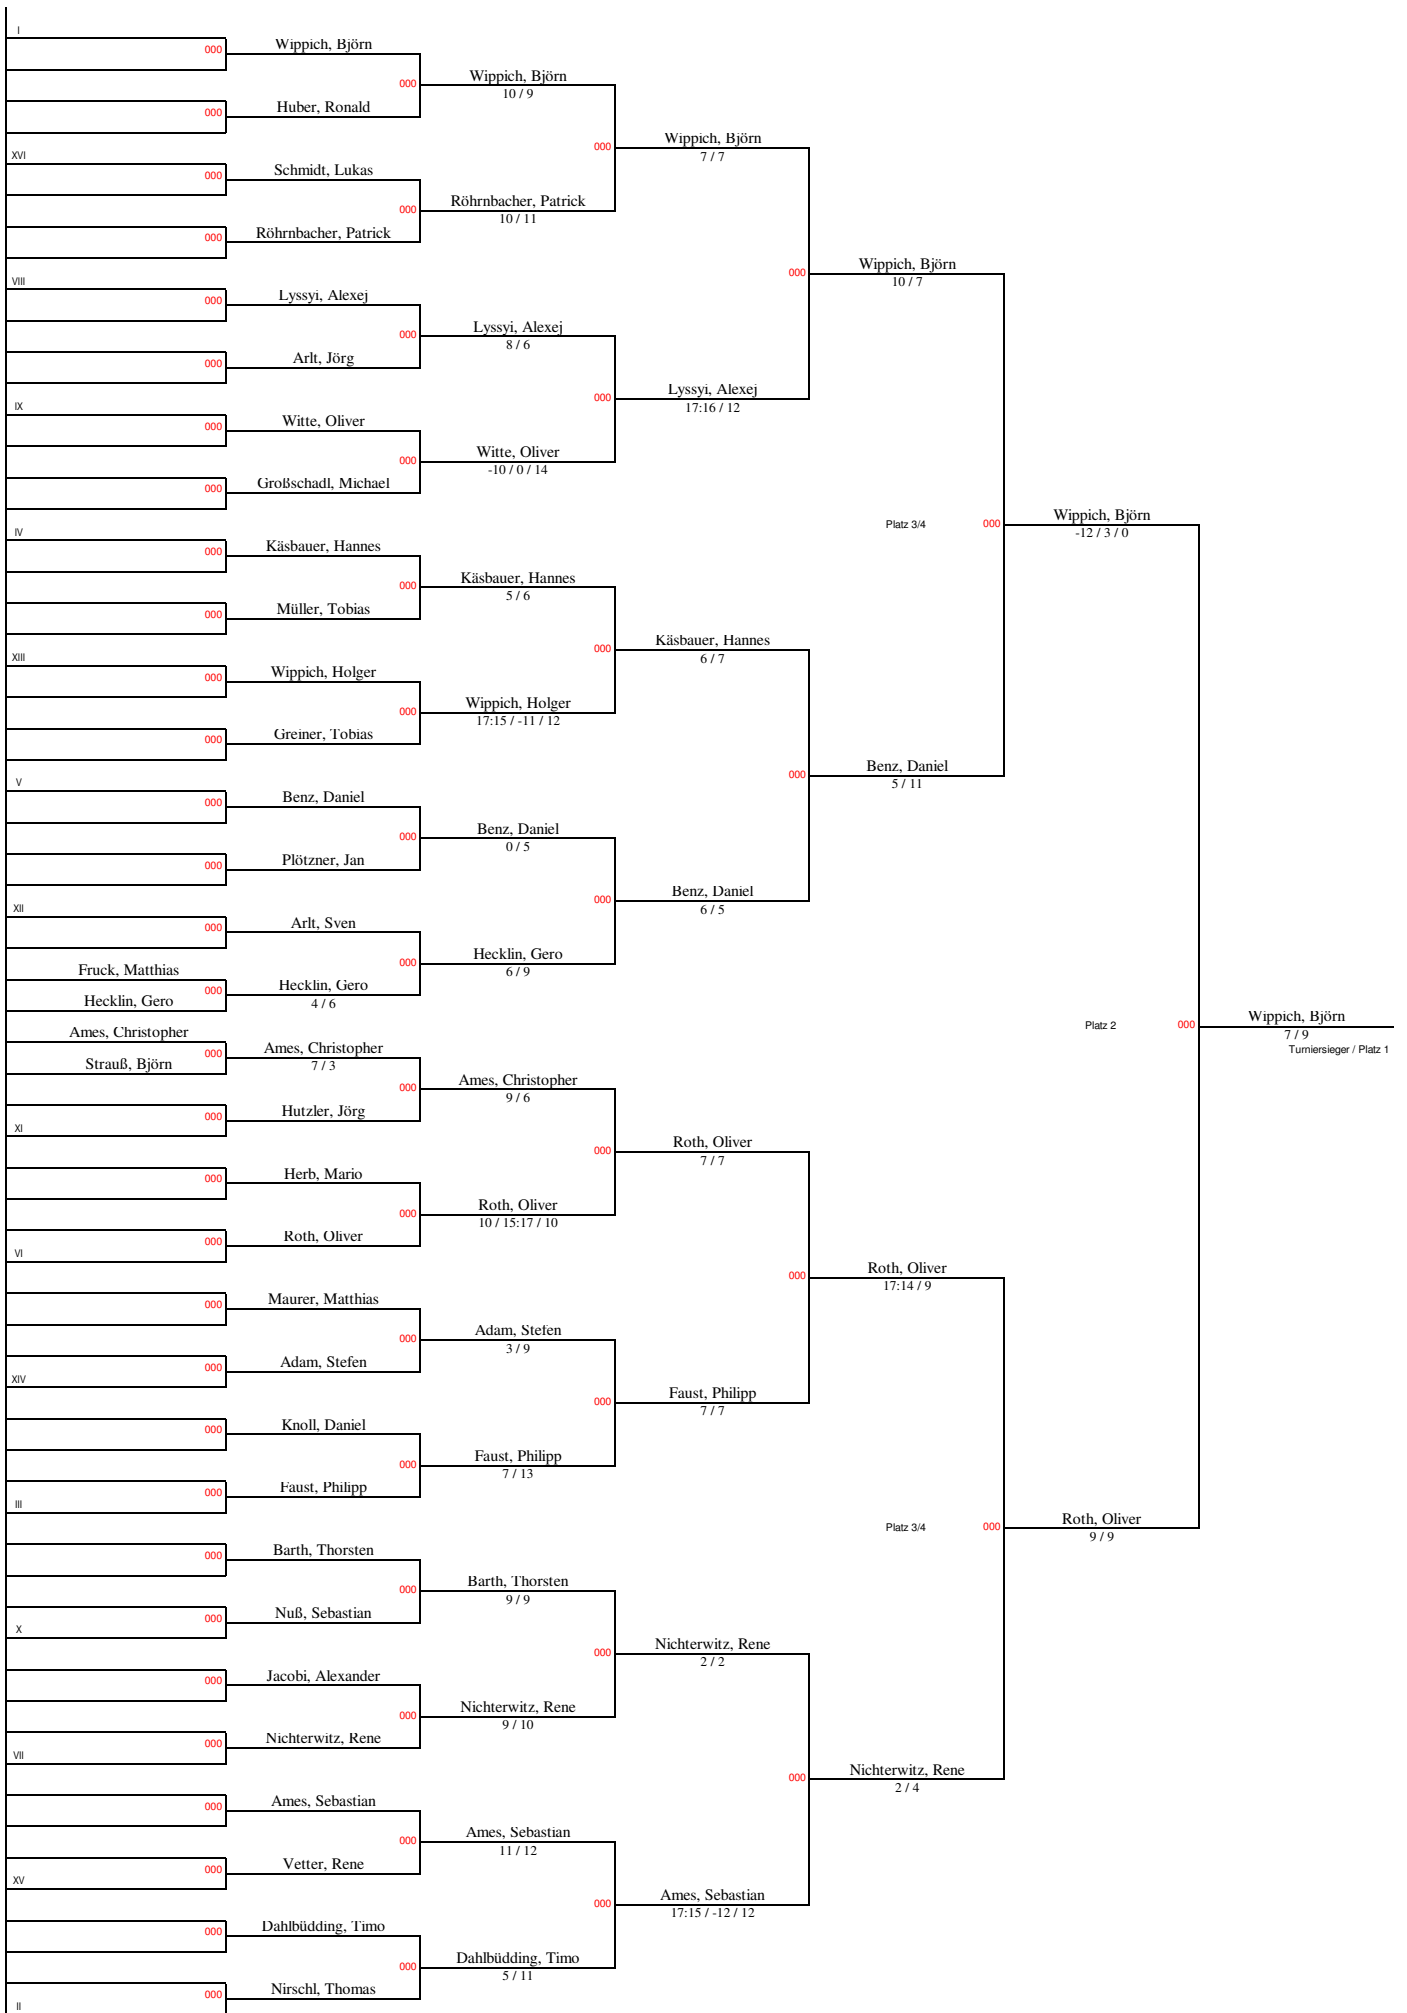 I
000 Wippich, Björn
000 Wippich, Björn
10 / 9
000 Huber, Ronald
000 Wippich, Björn
7 / 7
XVI
000 Schmidt, Lukas
000 Röhrnbacher, Patrick
10 / 11
000 Röhrnbacher, Patrick
000 Wippich, Björn
10 / 7
VIII
000 Lyssyi, Alexej
000 Lyssyi, Alexej
8 / 6
000 Arlt, Jörg
000 Lyssyi, Alexej
17:16 / 12
IX
000 Witte, Oliver
000 Witte, Oliver
-10 / 0 / 14
000 Großschadl, Michael
Platz 3/4 000 Wippich, Björn
-12 / 3 / 0
IV
000 Käsbauer, Hannes
000 Käsbauer, Hannes
5 / 6
000 Müller, Tobias
000 Käsbauer, Hannes
6 / 7
XIII
000 Wippich, Holger
000 Wippich, Holger
17:15 / -11 / 12
000 Greiner, Tobias
000 Benz, Daniel
5 / 11
V
000 Benz, Daniel
000 Benz, Daniel
0 / 5
000 Plötzner, Jan
000 Benz, Daniel
6 / 5
XII
000 Arlt, Sven
000 Hecklin, Gero
6 / 9
Fruck, Matthias
000 Hecklin, Gero
4 / 6
Hecklin, Gero
Platz 2 000 Wippich, Björn
7 / 9
Turniersieger / Platz 1
Ames, Christopher
000 Ames, Christopher
7 / 3
Strauß, Björn
000 Ames, Christopher
9 / 6
000 Hutzler, Jörg
XI
000 Roth, Oliver
7 / 7
000 Herb, Mario
000 Roth, Oliver
10 / 15:17 / 10
000 Roth, Oliver
VI
000 Roth, Oliver
17:14 / 9
000 Maurer, Matthias
000 Adam, Stefen
3 / 9
000 Adam, Stefen
XIV
000 Faust, Philipp
7 / 7
000 Knoll, Daniel
000 Faust, Philipp
7 / 13
000 Faust, Philipp
III
Platz 3/4 000 Roth, Oliver
9 / 9
000 Barth, Thorsten
000 Barth, Thorsten
9 / 9
000 Nuß, Sebastian
X
000 Nichterwitz, Rene
2 / 2
000 Jacobi, Alexander
000 Nichterwitz, Rene
9 / 10
000 Nichterwitz, Rene
VII
000 Nichterwitz, Rene
2 / 4
000 Ames, Sebastian
000 Ames, Sebastian
11 / 12
000 Vetter, Rene
XV
000 Ames, Sebastian
17:15 / -12 / 12
000 Dahlbüdding, Timo
000 Dahlbüdding, Timo
5 / 11
000 Nirschl, Thomas
II